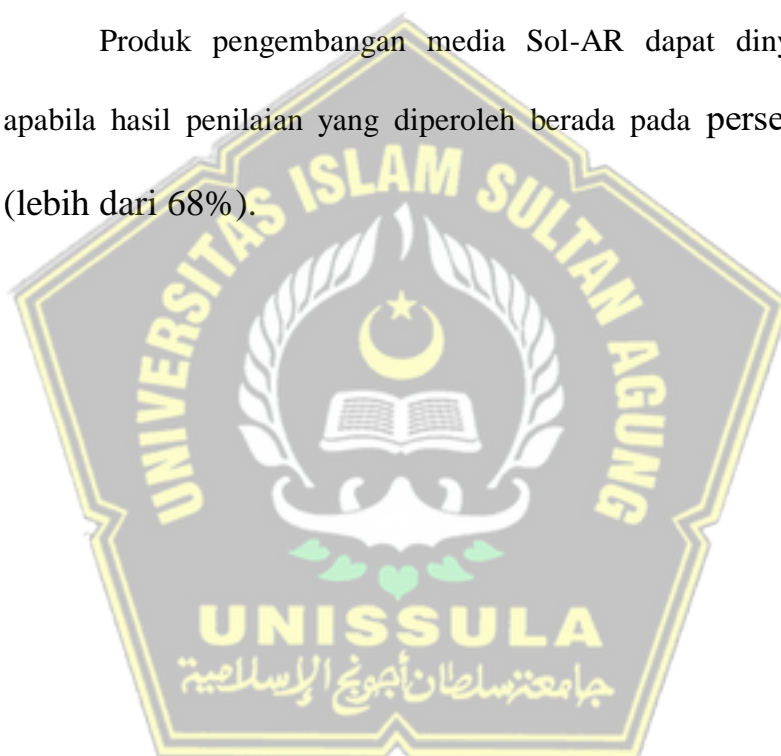 Produk pengembangan media Sol-AR dapat diny
apabila hasil penilaian yang diperoleh berada pada perse
(lebih dari 68%).
UNIVERSITAS ISLAM SULTAN AGUNG
UNISSULA
جامعنزسلطان أجونج الإسلامية